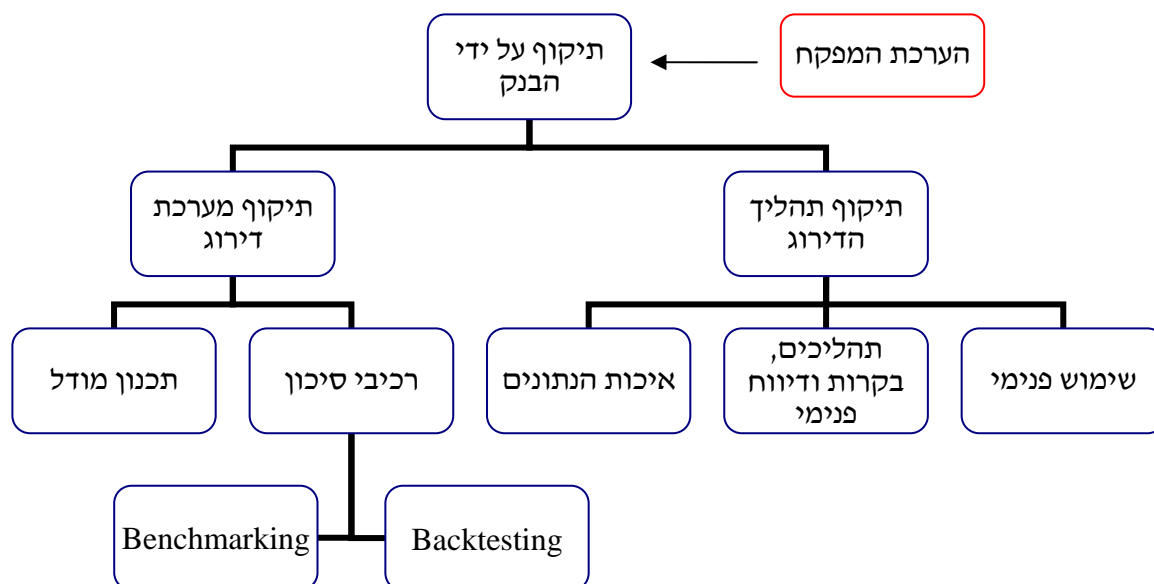 הערכת המפקח
תיקוף על ידי
הבנק
תיקוף תהליך
הדירוג
תיקוף מערכת
דירוג
שימוש פנימי
תהליכים,
בקרות ודיווח
פנימי
איכות הנתונים
רכיבי סיכון
תכנון מודל
Backtesting
Benchmarking